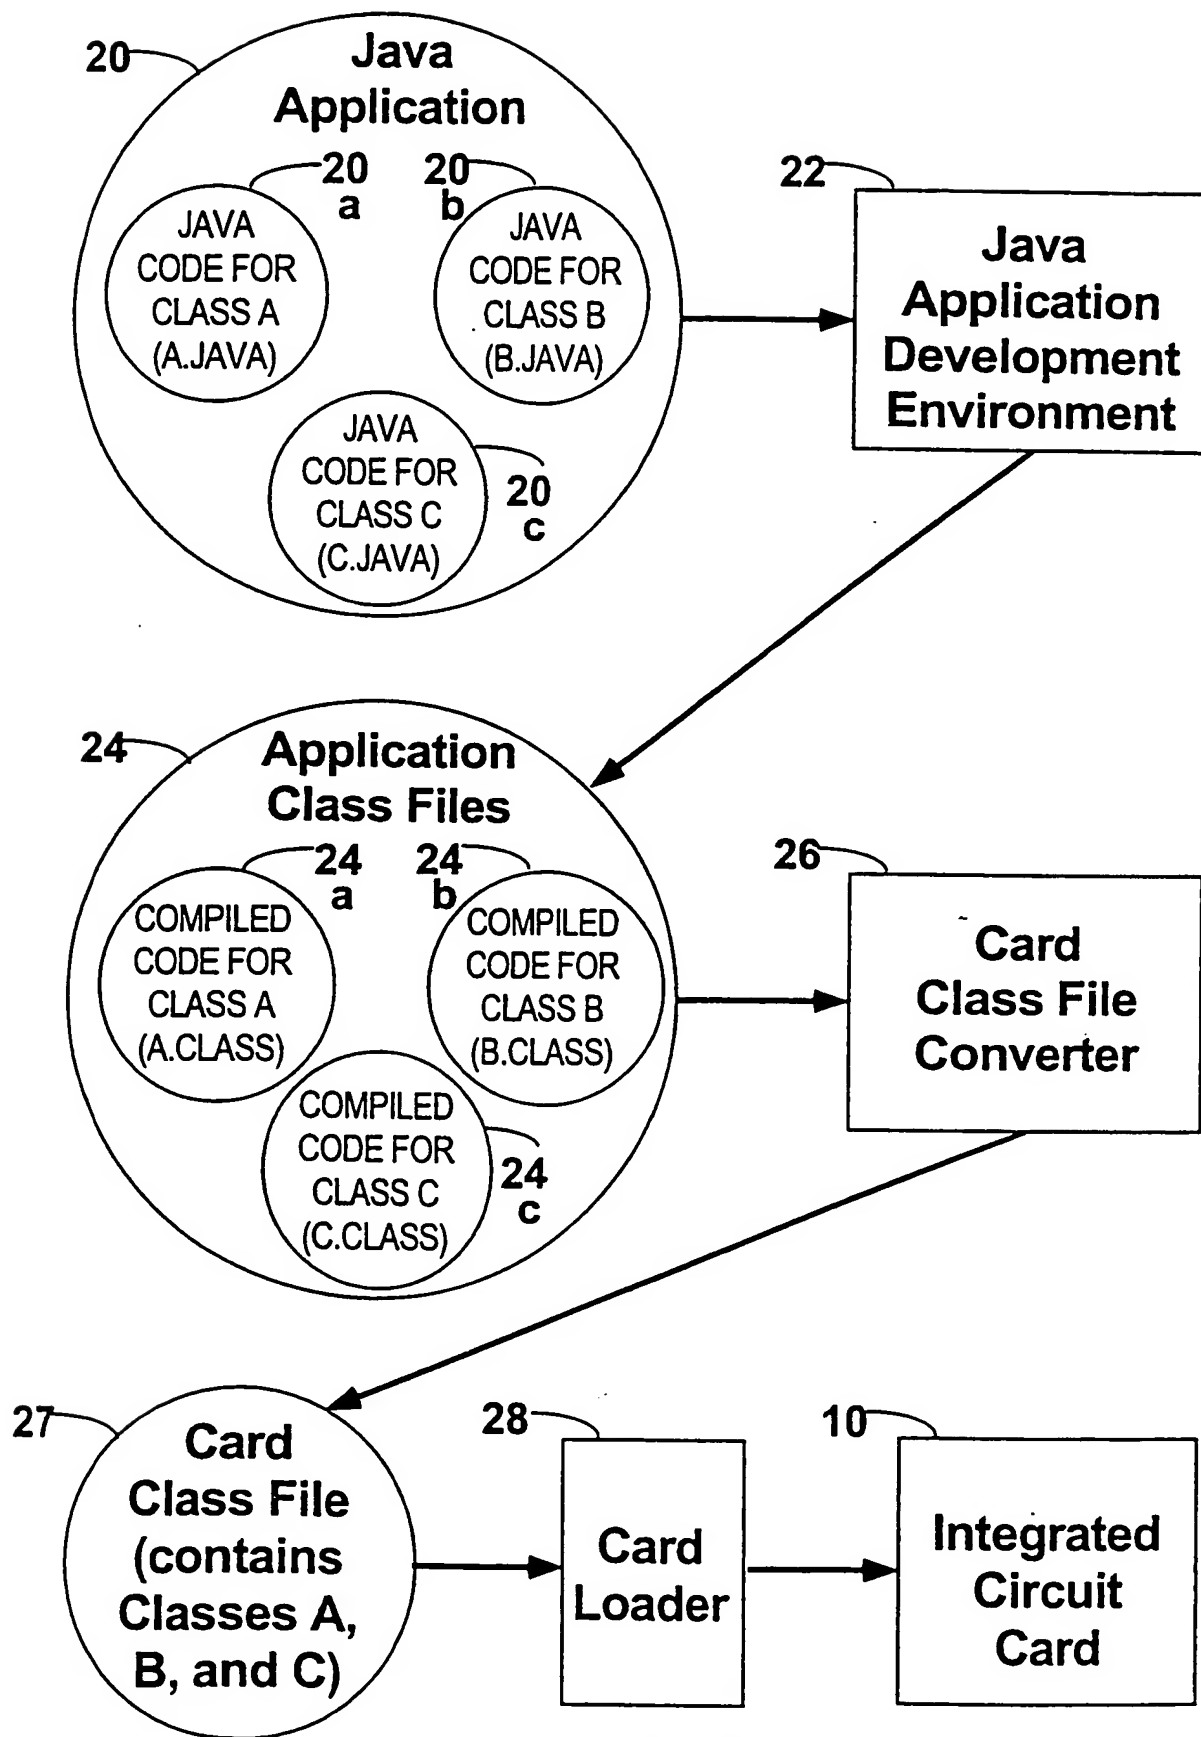 20
Java
Application
20
a
20
b
22
JAVA
CODE FOR
CLASS A
(A.JAVA)
JAVA
CODE FOR
CLASS B
(B.JAVA)
Java
Application
Development
Environment
JAVA
CODE FOR
CLASS C
(C.JAVA)
20
c
24
Application
Class Files
24
a
24
b
26
COMPILED
CODE FOR
CLASS A
(A.CLASS)
COMPILED
CODE FOR
CLASS B
(B.CLASS)
Card
Class File
Converter
COMPILED
CODE FOR
CLASS C
(C.CLASS)
24
c
27
Card
Class File
(contains
Classes A,
B, and C)
28
Card
Loader
10
Integrated
Circuit
Card